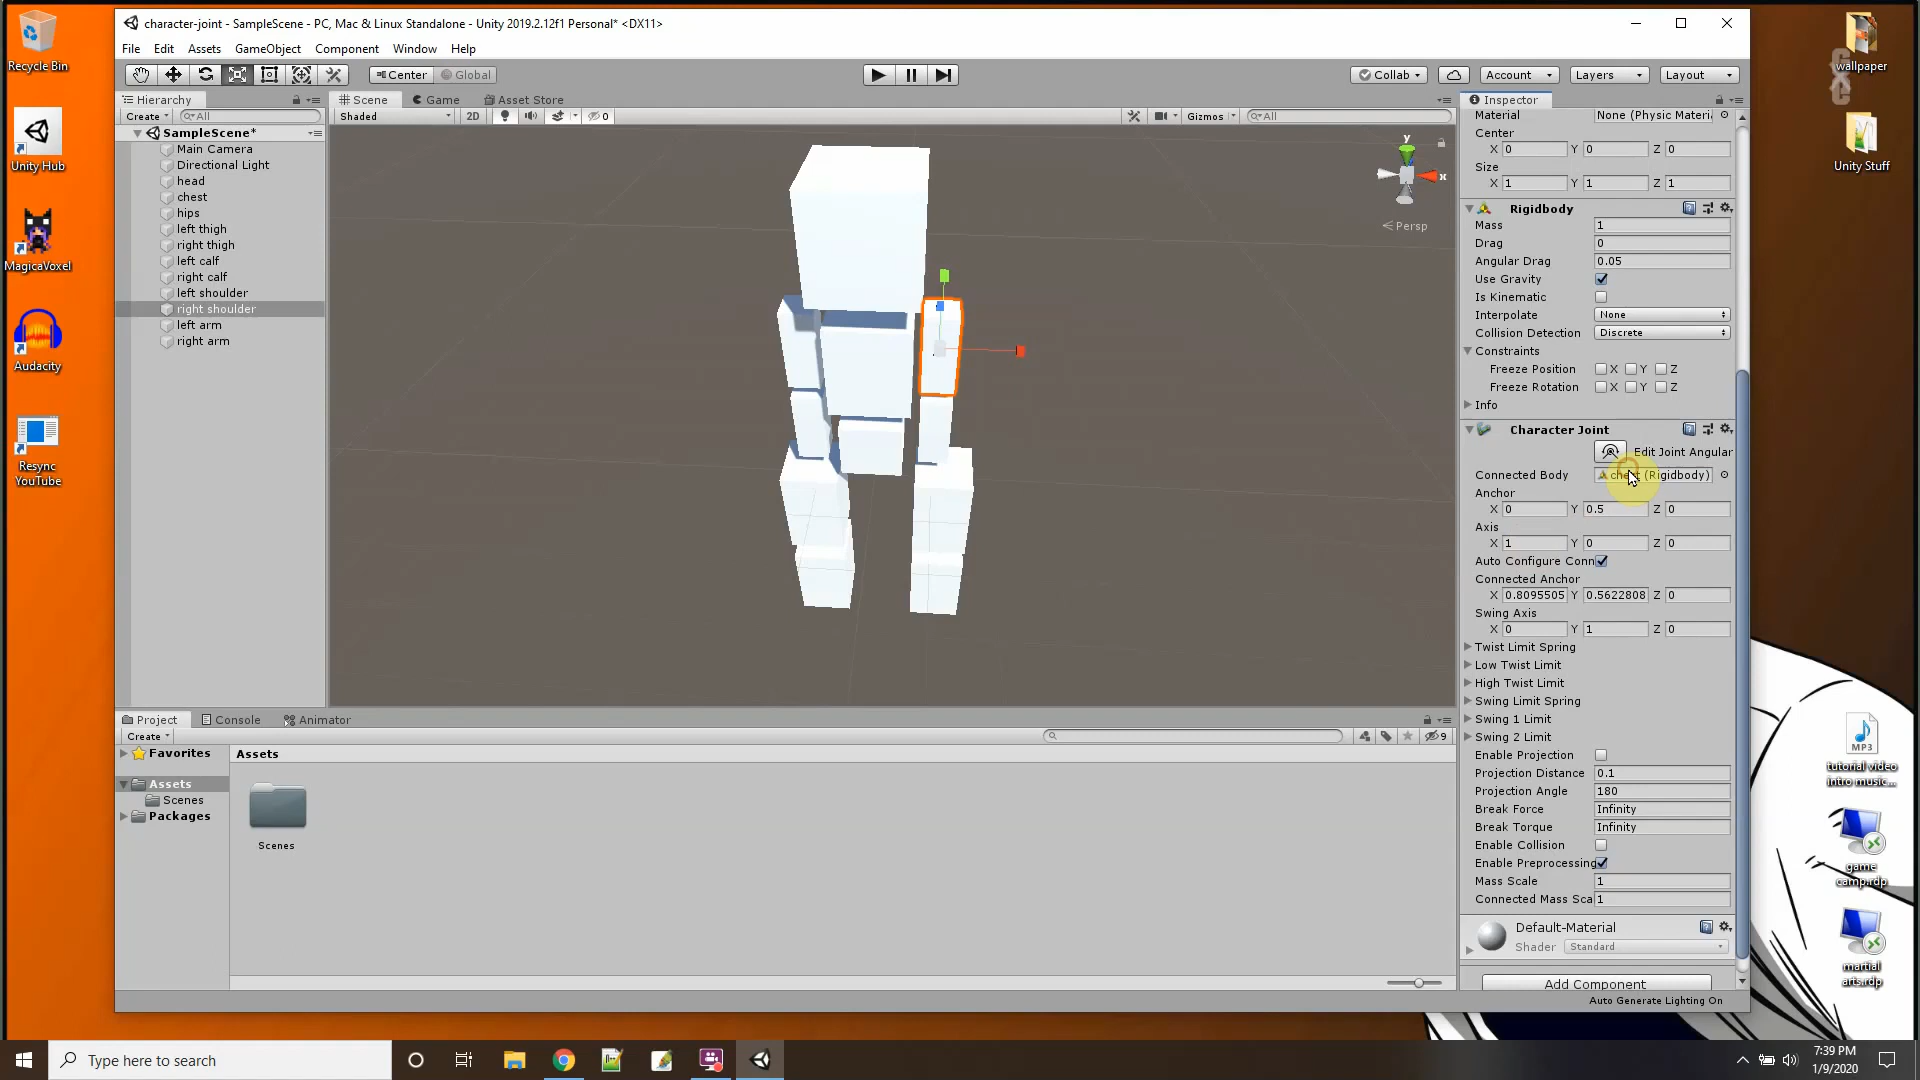 character-joint - SampleScene - PC, Mac & Linux Standalone - Unity 2019.2.12f1 Personal* <DX11>
File Edit Assets GameObject Component Window Help
Center Global
Collab Account Layers Layout
Hierarchy
Create All
SampleScene*
Main Camera
Directional Light
head
chest
hips
left thigh
right thigh
left calf
right calf
left shoulder
right shoulder
left arm
right arm
Scene Game Asset Store
Shaded 2D 0 Gizmos All
y
x
Persp
Inspector
Material None (Physic Materi
Center
X 0 Y 0 Z 0
Size
X 1 Y 1 Z 1
Rigidbody
Mass 1
Drag 0
Angular Drag 0.05
Use Gravity
Is Kinematic
Interpolate None
Collision Detection Discrete
Constraints
Freeze Position X Y Z
Freeze Rotation X Y Z
Info
Character Joint
Edit Joint Angular
Connected Body chest (Rigidbody)
Anchor
X 0 Y 0.5 Z 0
Axis
X 1 Y 0 Z 0
Auto Configure Conn
Connected Anchor
X 0.8095505 Y 0.5622808 Z 0
Swing Axis
X 0 Y 1 Z 0
Twist Limit Spring
Low Twist Limit
High Twist Limit
Swing Limit Spring
Swing 1 Limit
Swing 2 Limit
Enable Projection
Projection Distance 0.1
Projection Angle 180
Break Force Infinity
Break Torque Infinity
Enable Collision
Enable Preprocessing
Mass Scale 1
Connected Mass Sca 1
Default-Material
Shader Standard
Add Component
Auto Generate Lighting On
Project Console Animator
Create
9
Favorites
Assets
Scenes
Packages
Assets
Scenes
Recycle Bin
Unity Hub
MagicaVoxel
Audacity
Resync
YouTube
wallpaper
Unity Stuff
MP3
tutorial video
intro music...
game
camp.rdp
martial
arts.rdp
Type here to search
7:39 PM
1/9/2020